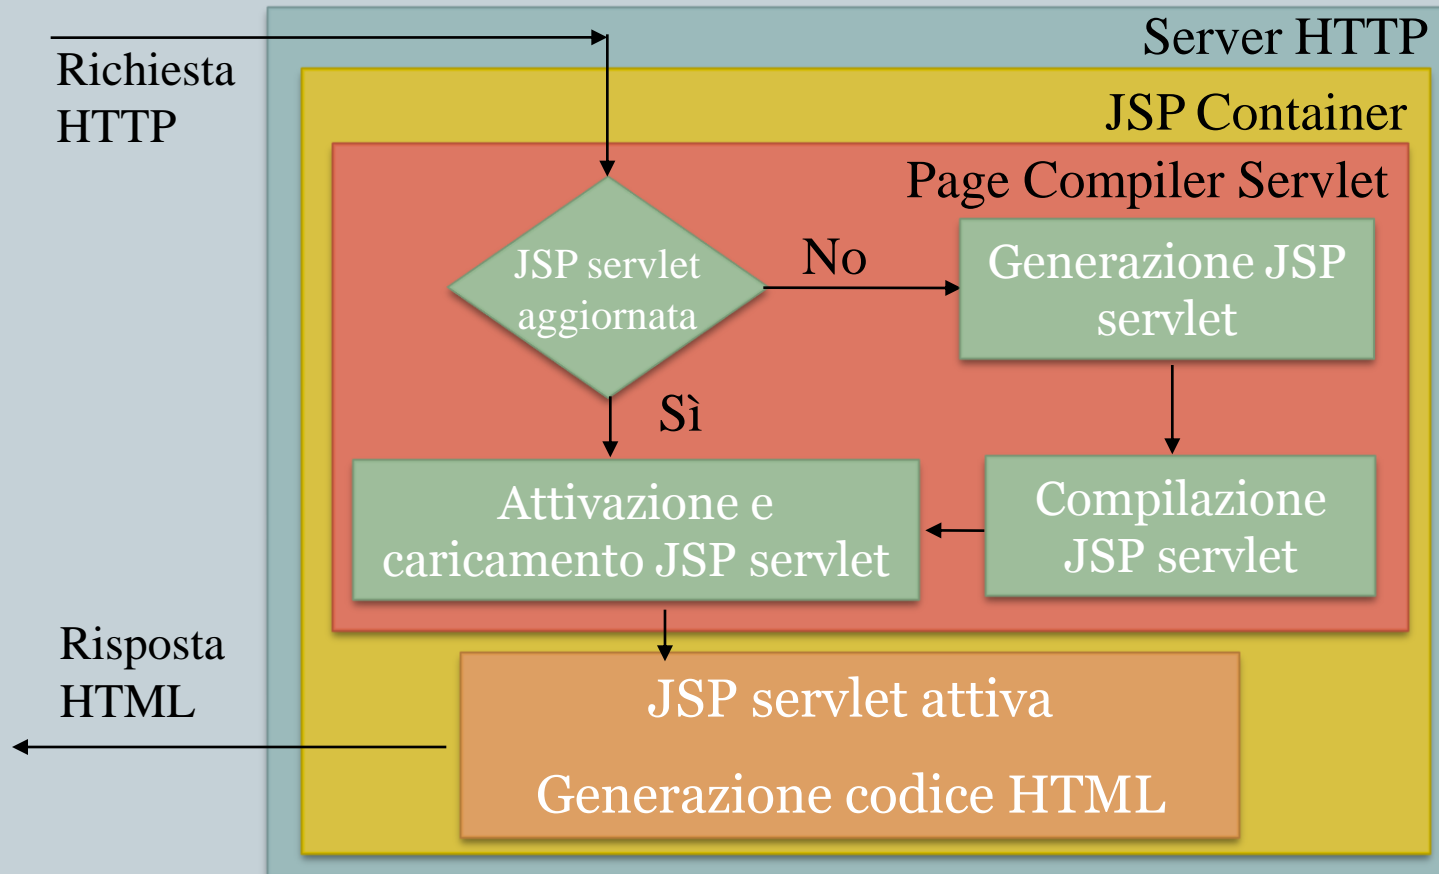 Server HTTP
Richiesta
HTTP
JSP Container
Page Compiler Servlet
JSP servlet
aggiornata
No
Generazione JSP
servlet
Sì
Attivazione e
caricamento JSP servlet
Compilazione
JSP servlet
Risposta
HTML
JSP servlet attiva
Generazione codice HTML